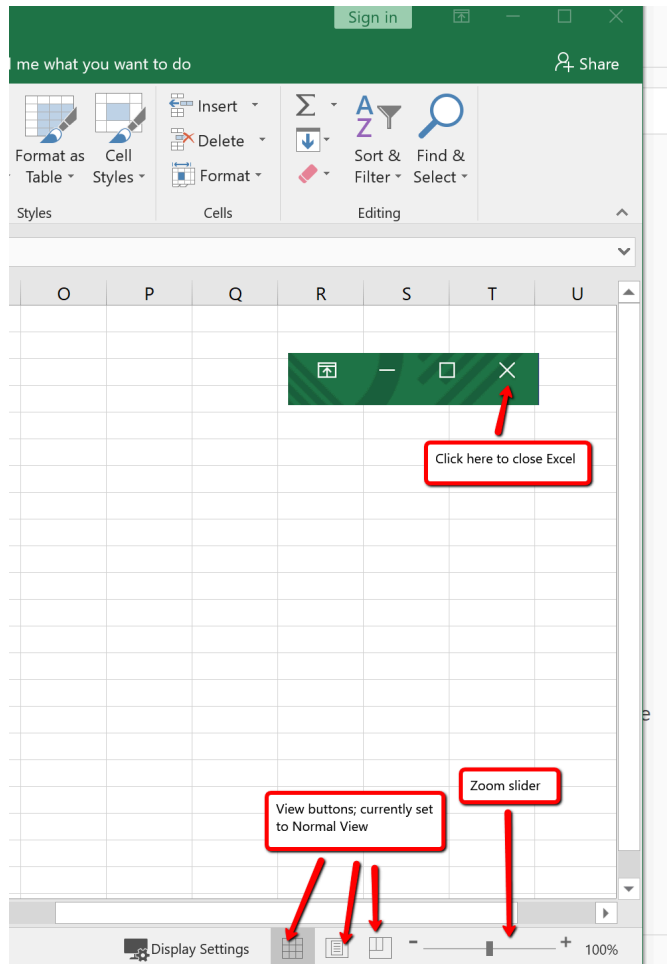 Sign in
me what you want to do
Share
Insert
Delete
Format as Cell
Table Styles
Format
Sort & Find &
Filter Select
Styles Cells Editing
O P Q R S T U
Click here to close Excel
Zoom slider
View buttons; currently set
to Normal View
Display Settings
- + 100%